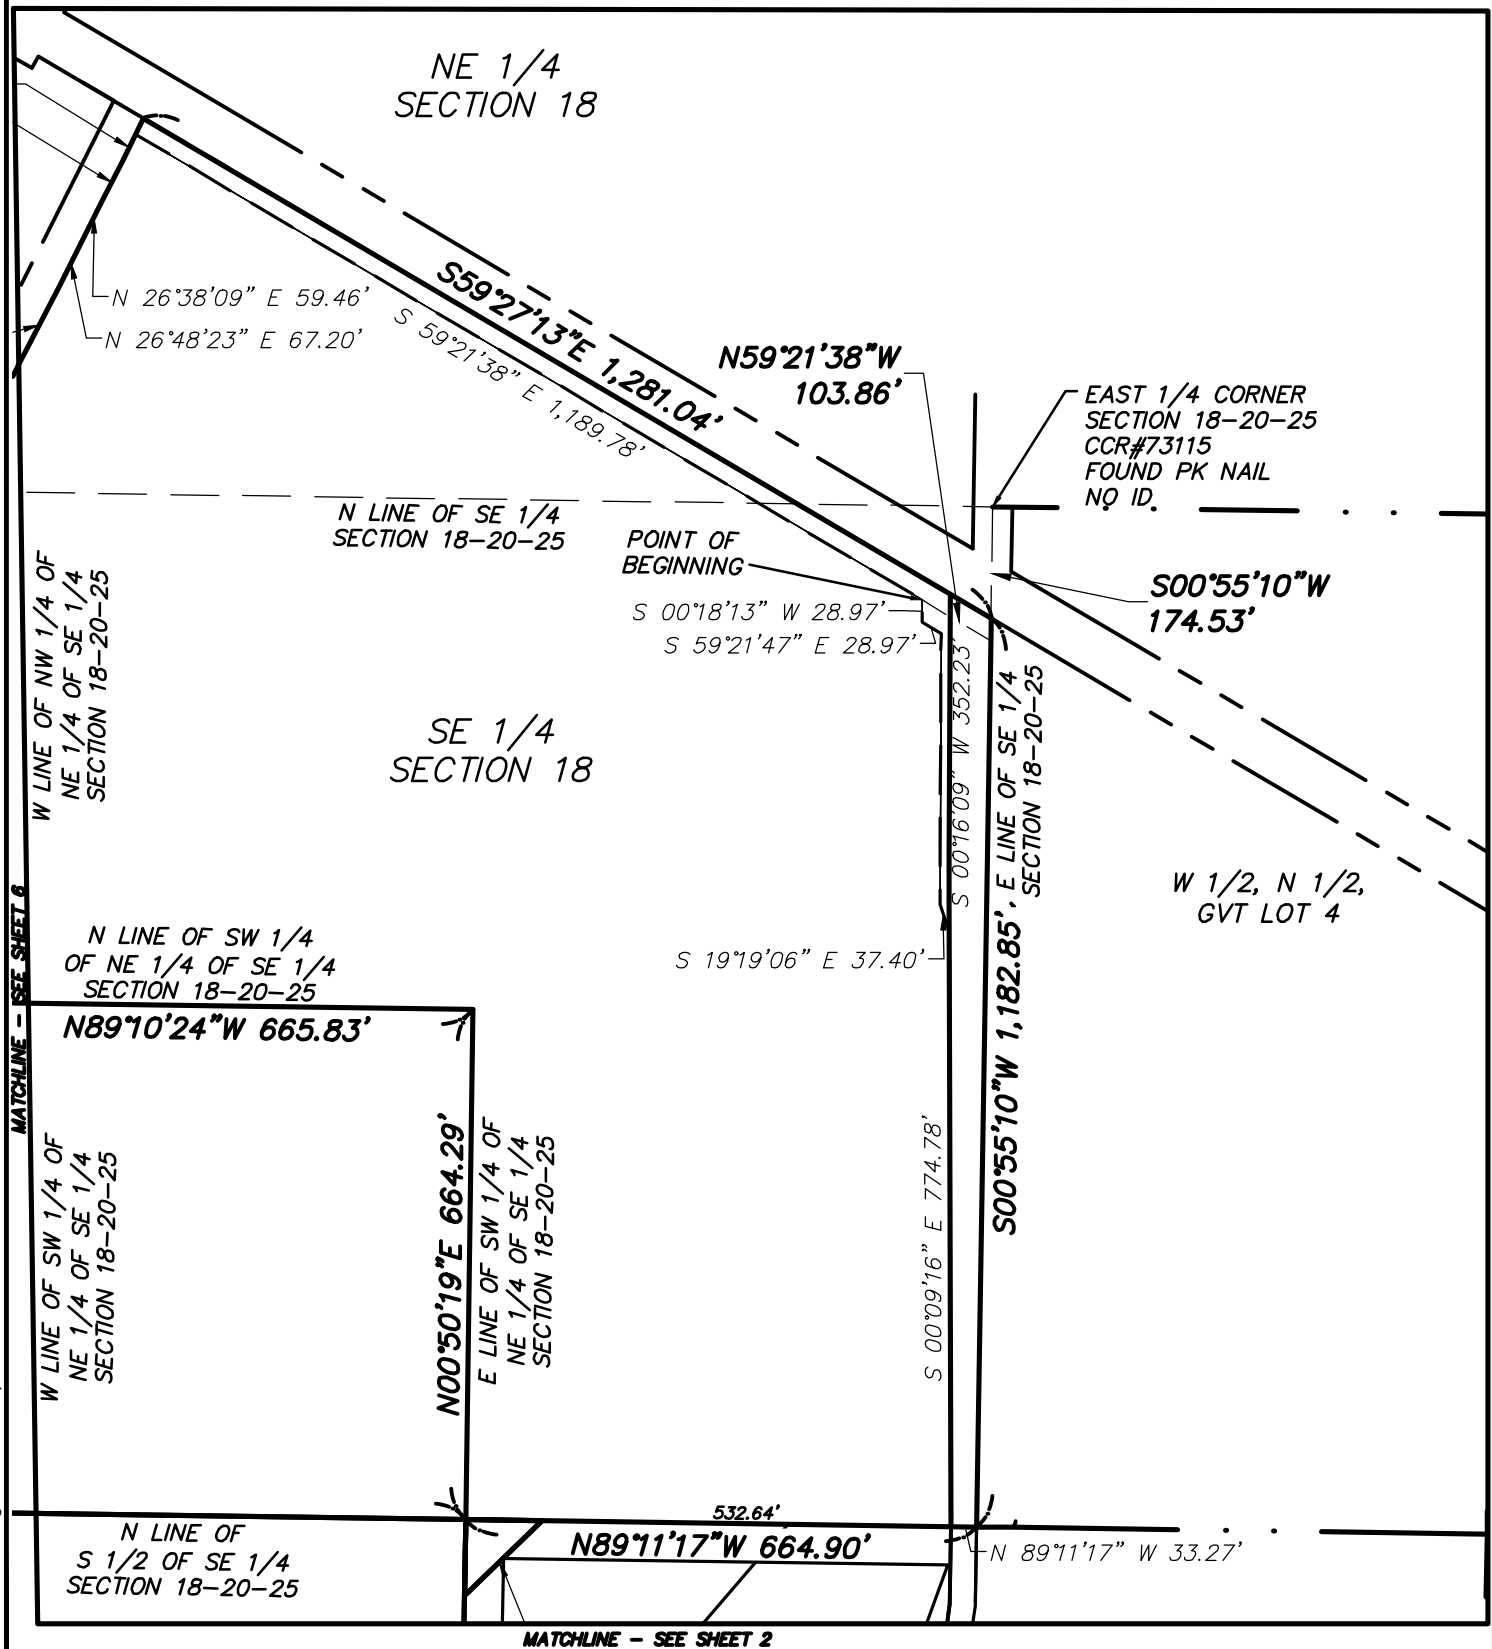 NE 1/4
SECTION 18
N 26°38'09" E 59.46'
N 26°48'23" E 67.20'
S59°27'13"E 1,281.04'
S 59°21'38" E 1,189.78'
N59°21'38"W
103.86'
EAST 1/4 CORNER
SECTION 18-20-25
CCR#73115
FOUND PK NAIL
NO ID.
N LINE OF SE 1/4
SECTION 18-20-25
POINT OF
BEGINNING
S 00°18'13" W 28.97'
S 59°21'47" E 28.97'
S00°55'10"W
174.53'
W LINE OF NW 1/4 OF
NE 1/4 OF SE 1/4
SECTION 18-20-25
SE 1/4
SECTION 18
S 00°16'09" W 352.23'
E LINE OF SE 1/4
SECTION 18-20-25
W 1/2, N 1/2,
GVT LOT 4
MATCHLINE - SEE SHEET 6
N LINE OF SW 1/4
OF NE 1/4 OF SE 1/4
SECTION 18-20-25
N89°10'24"W 665.83'
S 19°19'06" E 37.40'
S00°55'10"W 1,182.85'
W LINE OF SW 1/4 OF
NE 1/4 OF SE 1/4
SECTION 18-20-25
N00°50'19"E 664.29'
E LINE OF SW 1/4 OF
NE 1/4 OF SE 1/4
SECTION 18-20-25
S 00°09'16" E 774.78'
N LINE OF
S 1/2 OF SE 1/4
SECTION 18-20-25
532.64'
N89°11'17"W 664.90'
N 89°11'17" W 33.27'
MATCHLINE - SEE SHEET 2